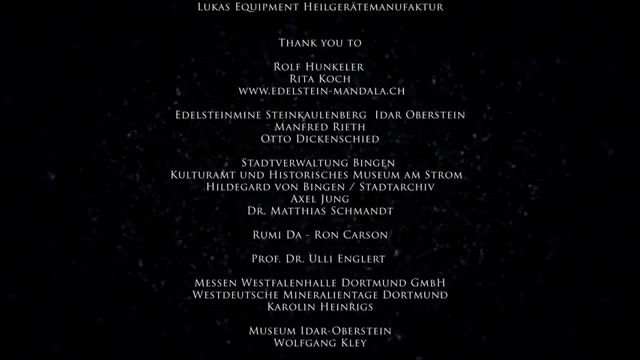 Lukas Equipment Heilgerätemanufaktur
Thank you to
Rolf Hunkeler
Rita Koch
www.edelstein-mandala.ch
Edelsteinmine Steinkaulenberg Idar Oberstein
Manfred Rieth
Otto Dickenschied
Stadtverwaltung Bingen
Kulturamt und Historisches Museum am Strom
Hildegard von Bingen / Stadtarchiv
Axel Jung
Dr. Matthias Schmandt
Rumi Da - Ron Carson
Prof. Dr. Ulli Englert
Messen Westfalenhalle Dortmund GmbH
Westdeutsche Mineralientage Dortmund
Karolin Heinrigs
Museum Idar-Oberstein
Wolfgang Kley